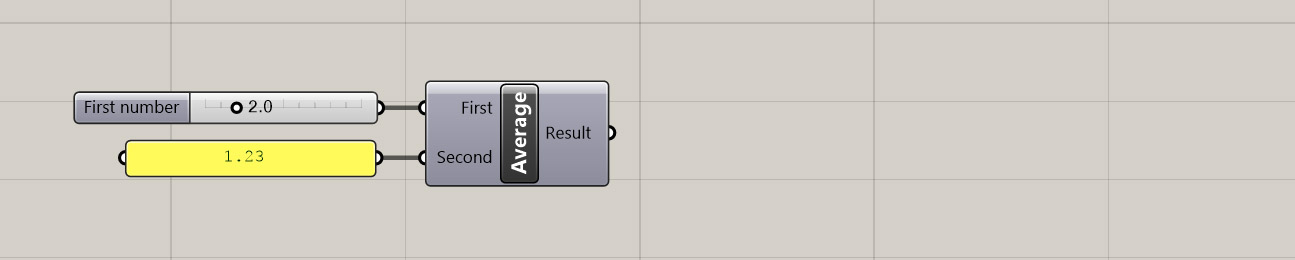 First number
2.0
1.23
First
Second
Average
Result